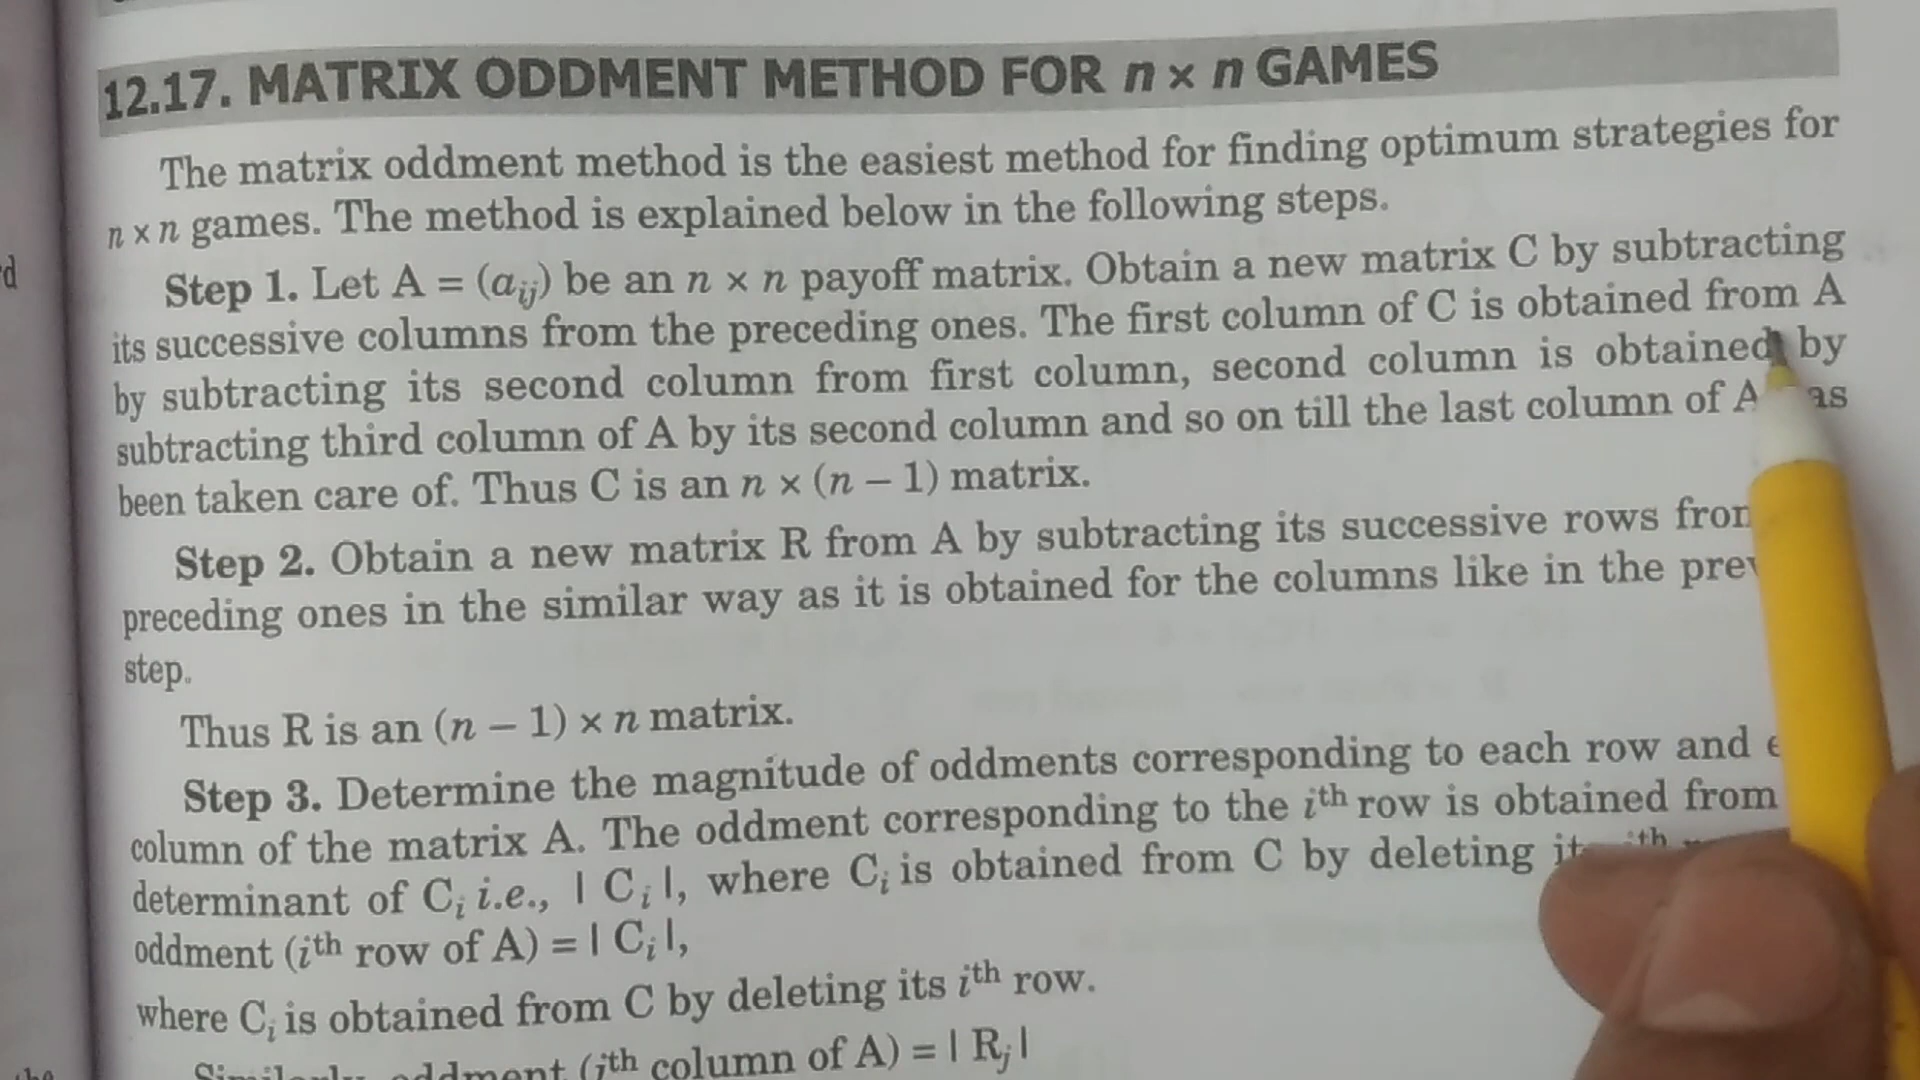 d
12.17. MATRIX ODDMENT METHOD FOR n × n GAMES
The matrix oddment method is the easiest method for finding optimum strategies for
n × n games. The method is explained below in the following steps.
Step 1. Let A = (aᵢⱼ) be an n × n payoff matrix. Obtain a new matrix C by subtracting
its successive columns from the preceding ones. The first column of C is obtained from A
by subtracting its second column from first column, second column is obtained by
subtracting third column of A by its second column and so on till the last column of A as
been taken care of. Thus C is an n × (n – 1) matrix.
Step 2. Obtain a new matrix R from A by subtracting its successive rows
preceding ones in the similar way as it is obtained for the columns like in the
step.
Thus R is an (n – 1) × n matrix.
Step 3. Determine the magnitude of oddments corresponding to each row and
column of the matrix A. The oddment corresponding to the iᵗʰ row is obtained from
determinant of Cᵢ i.e., | Cᵢ |, where Cᵢ is obtained from C by deleting
oddment (iᵗʰ row of A) = | Cᵢ |,
where Cᵢ is obtained from C by deleting its iᵗʰ row.
Similarly, oddment (jᵗʰ column of A) = | Rⱼ |
the